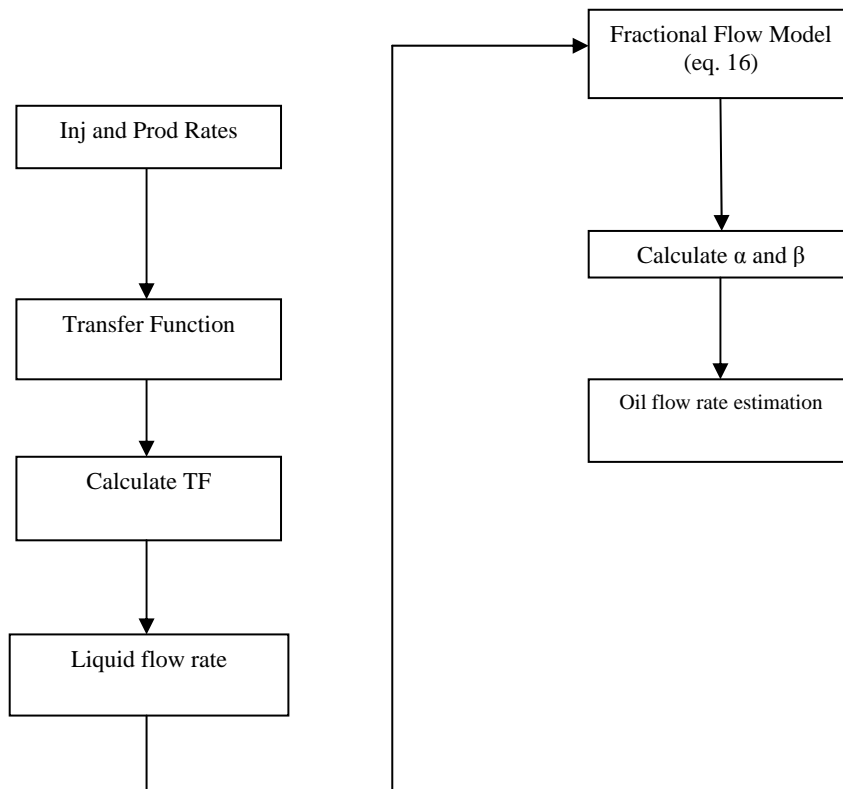 Inj and Prod Rates
Transfer Function
Calculate TF
Liquid flow rate
Fractional Flow Model
(eq. 16)
Calculate α and β
Oil flow rate estimation